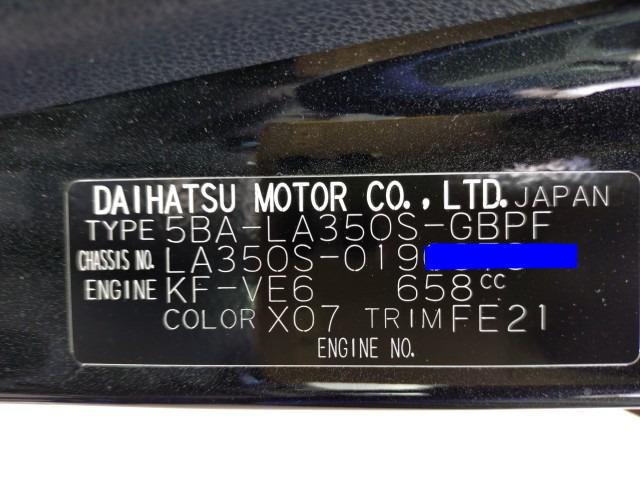 DAIHATSU MOTOR CO., LTD. JAPAN
TYPE 5BA-LA350S-GBPF
CHASSIS NO. LA350S-019
ENGINE KF-VE6 658cc
COLOR X07 TRIM FE21
ENGINE NO.